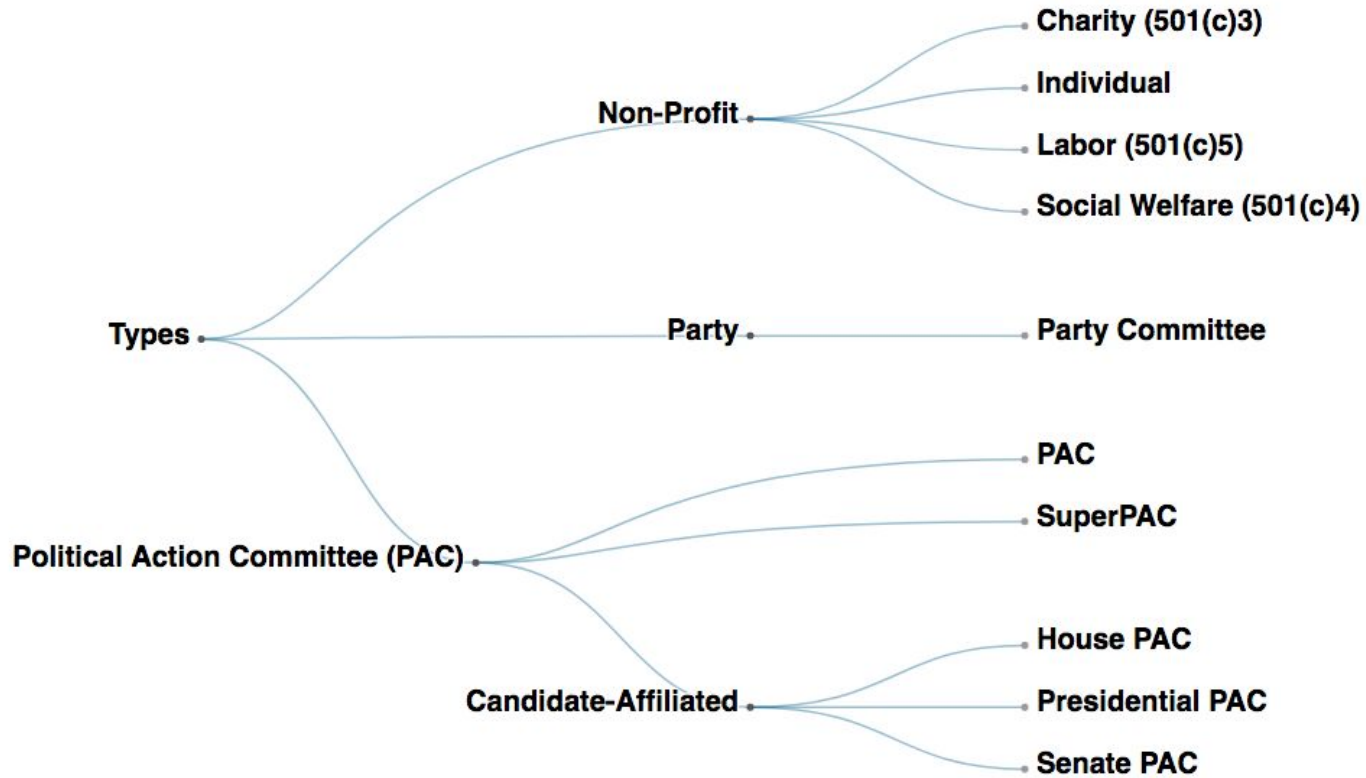 Charity (501(c)3)
Individual
Non-Profit
Labor (501(c)5)
Social Welfare (501(c)4)
Types
Party
Party Committee
PAC
SuperPAC
Political Action Committee (PAC)
House PAC
Candidate-Affiliated
Presidential PAC
Senate PAC